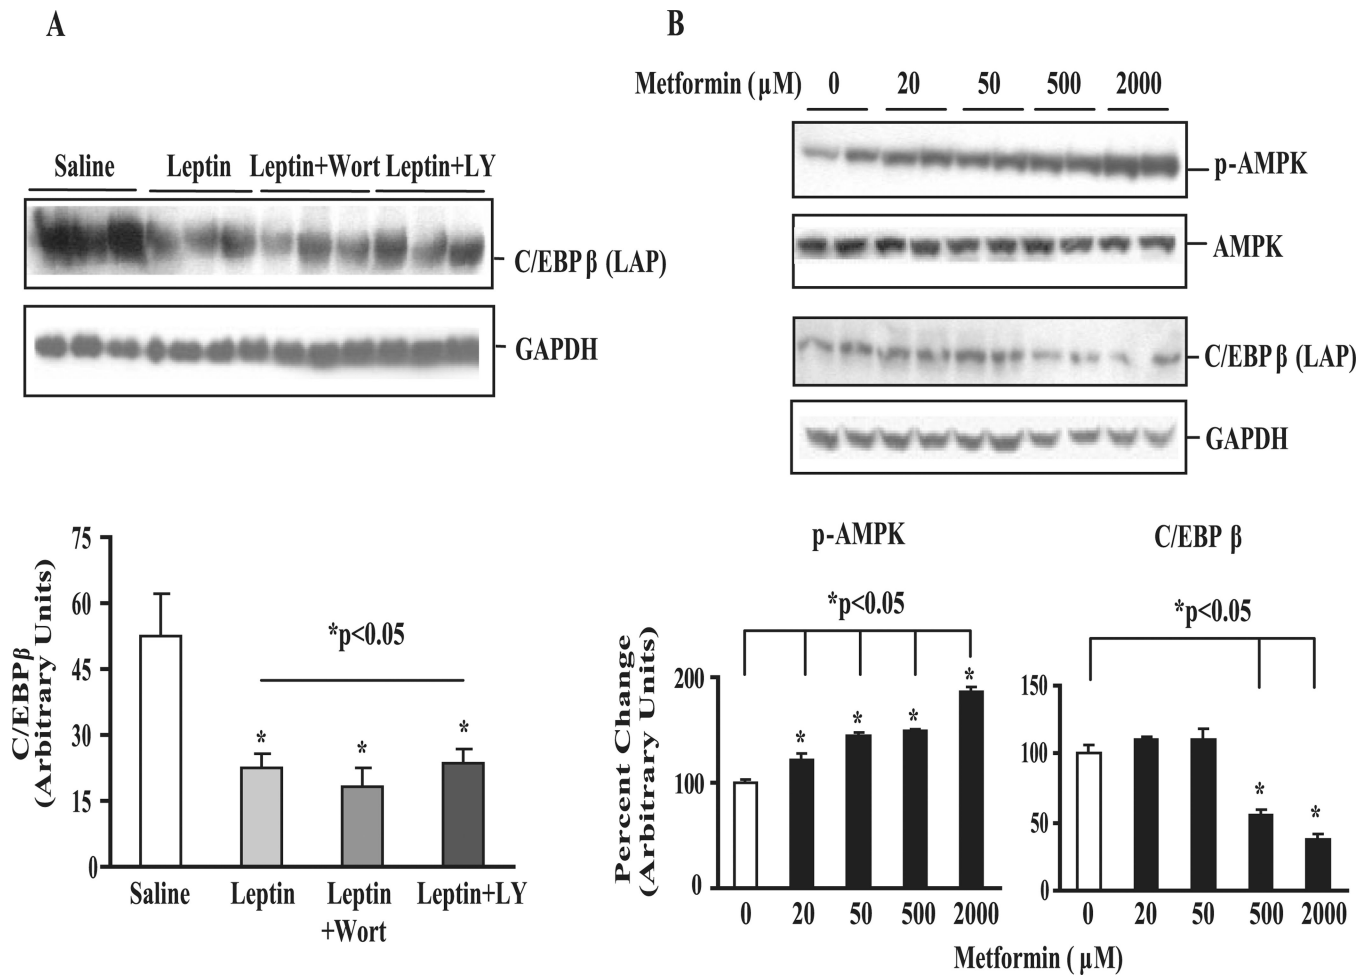 A
B
Metformin (µM) 0 20 50 500 2000
Saline Leptin Leptin+Wort Leptin+LY
p-AMPK
C/EBP β (LAP)
AMPK
GAPDH
C/EBP β (LAP)
GAPDH
C/EBPβ
(Arbitrary Units)
75
60
45
30
15
0
*p<0.05
*
*
*
Saline Leptin Leptin Leptin+LY
+Wort
p-AMPK
*p<0.05
Percent Change
(Arbitrary Units)
200
100
0
*
*
*
*
0 20 50 500 2000
C/EBP β
*p<0.05
150
100
50
0
*
*
0 20 50 500 2000
Metformin ( µM)